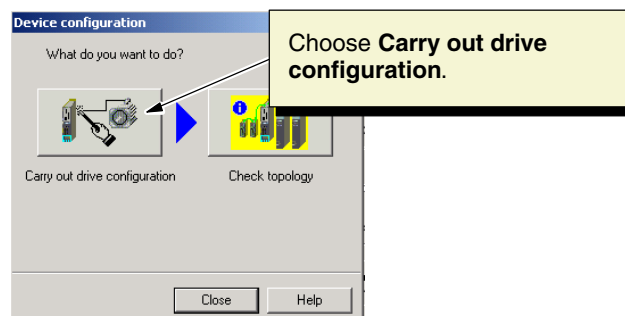 Device configuration
What do you want to do?
Choose Carry out drive
configuration.
Carry out drive configuration
Check topology
Close
Help